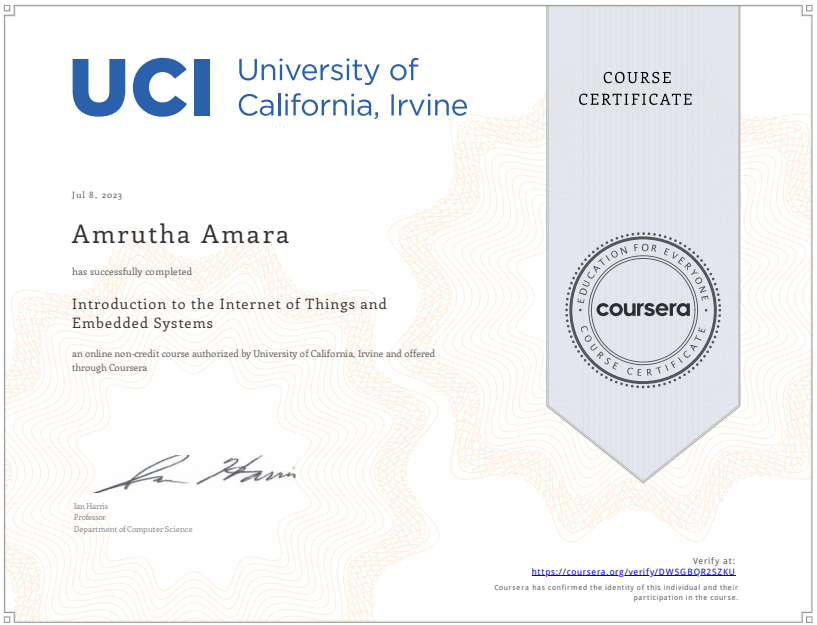 UCI University of
California, Irvine
COURSE
CERTIFICATE
Jul 8, 2023
Amrutha Amara
has successfully completed
Introduction to the Internet of Things and
Embedded Systems
an online non-credit course authorized by University of California, Irvine and offered
through Coursera
EDUCATION FOR EVERYONE
coursera
COURSE CERTIFICATE
Ian Harris
Ian Harris
Professor
Department of Computer Science
Verify at:
https://coursera.org/verify/DWSGBQR2SZKU
Coursera has confirmed the identity of this individual and their
participation in the course.